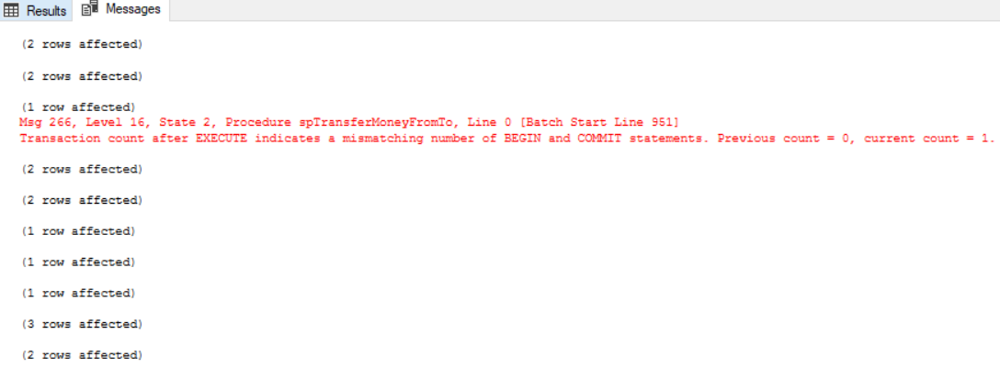 Results Messages
(2 rows affected)
(2 rows affected)
(1 row affected)
Msg 266, Level 16, State 2, Procedure spTransferMoneyFromTo, Line 0 [Batch Start Line 951]
Transaction count after EXECUTE indicates a mismatching number of BEGIN and COMMIT statements. Previous count = 0, current count = 1.
(2 rows affected)
(2 rows affected)
(1 row affected)
(1 row affected)
(1 row affected)
(3 rows affected)
(2 rows affected)